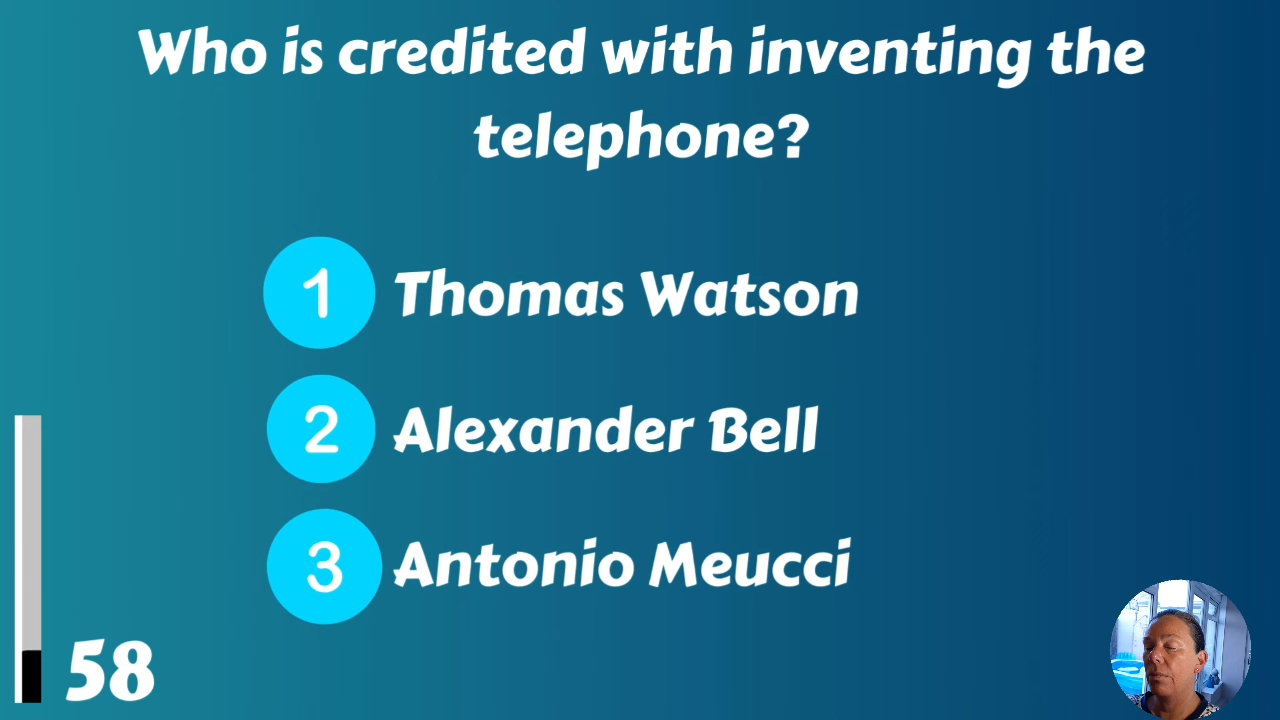 Who is credited with inventing the
telephone?
1 Thomas Watson
2 Alexander Bell
3 Antonio Meucci
58